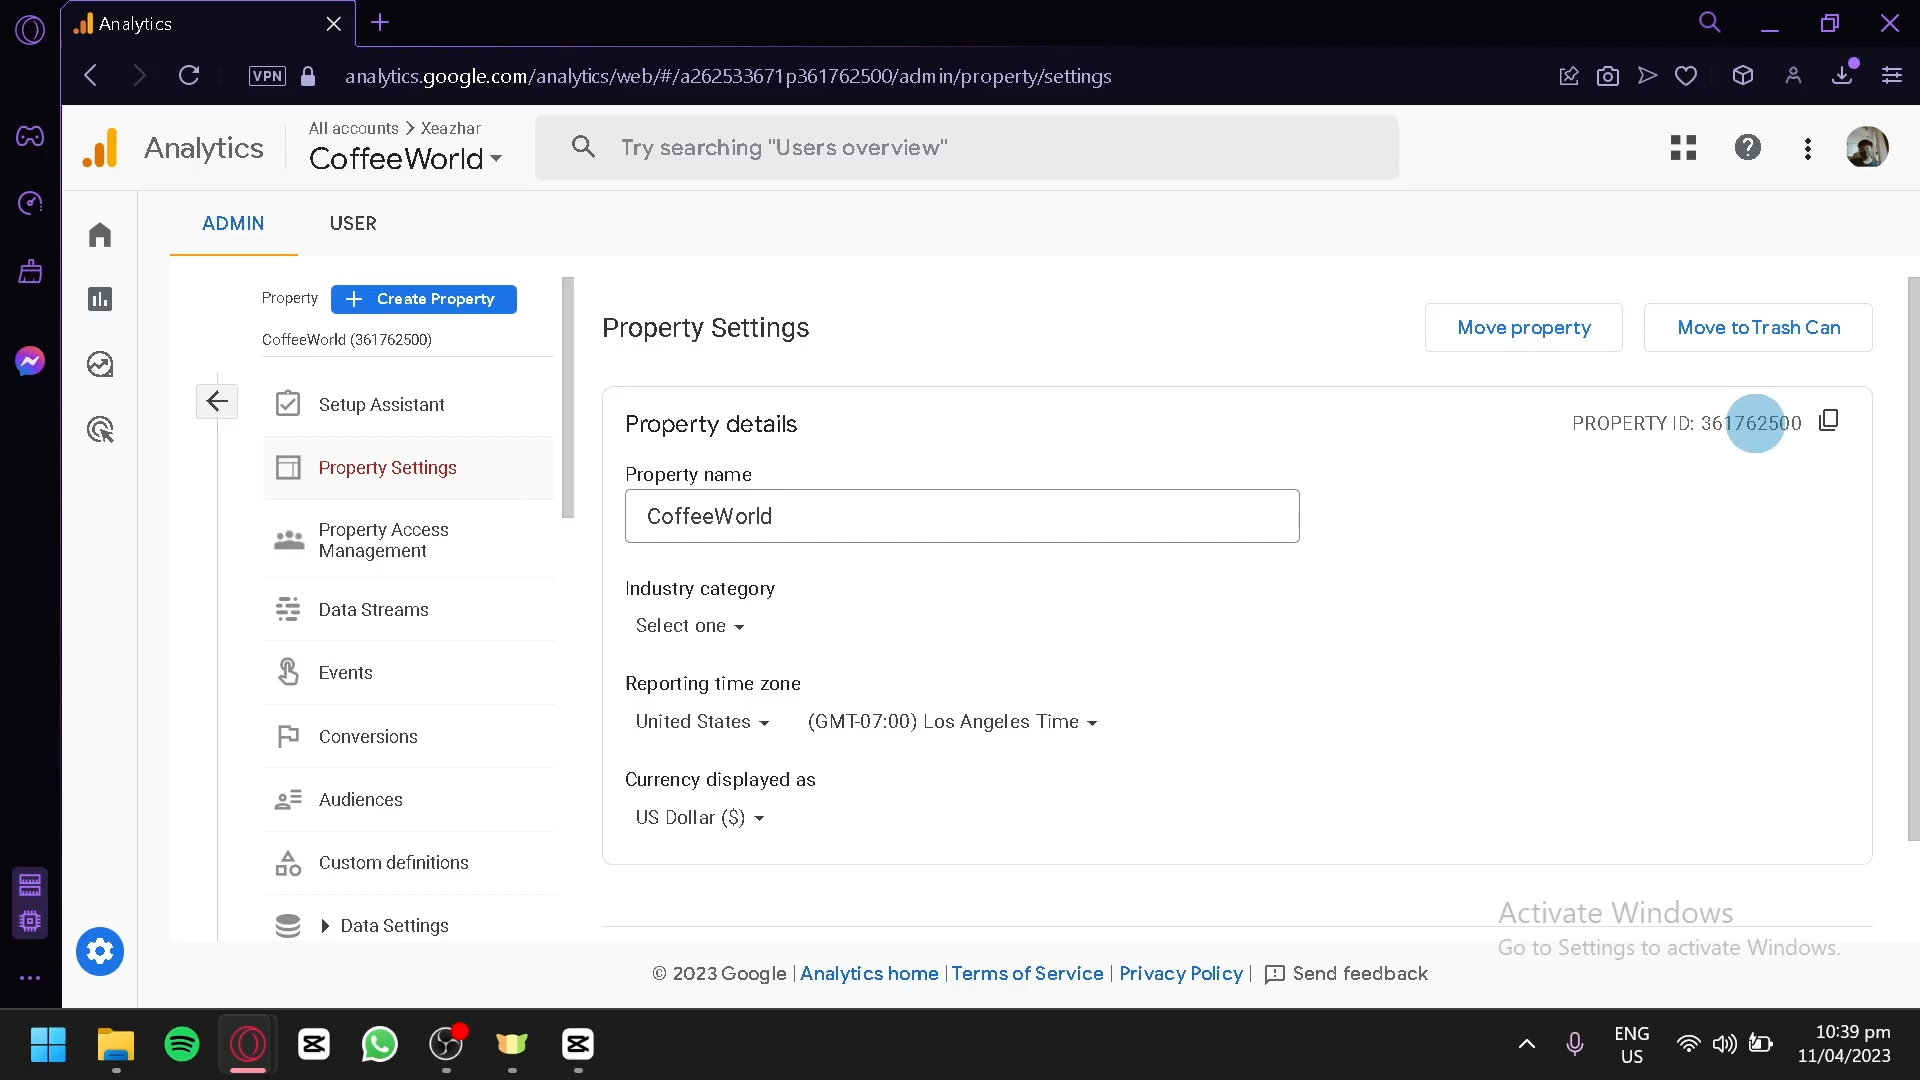 Analytics
VPN
analytics.google.com/analytics/web/#/a262533671p361762500/admin/property/settings
Analytics
All accounts > Xeazhar
CoffeeWorld
Try searching "Users overview"
ADMIN
USER
Property
+ Create Property
CoffeeWorld (361762500)
Setup Assistant
Property Settings
Property Access
Management
Data Streams
Events
Conversions
Audiences
Custom definitions
Data Settings
Property Settings
Move property
Move to Trash Can
Property details
PROPERTY ID: 361762500
Property name
CoffeeWorld
Industry category
Select one
Reporting time zone
United States
(GMT-07:00) Los Angeles Time
Currency displayed as
US Dollar ($)
Activate Windows
Go to Settings to activate Windows.
© 2023 Google | Analytics home | Terms of Service | Privacy Policy | Send feedback
ENG
US
10:39 pm
11/04/2023